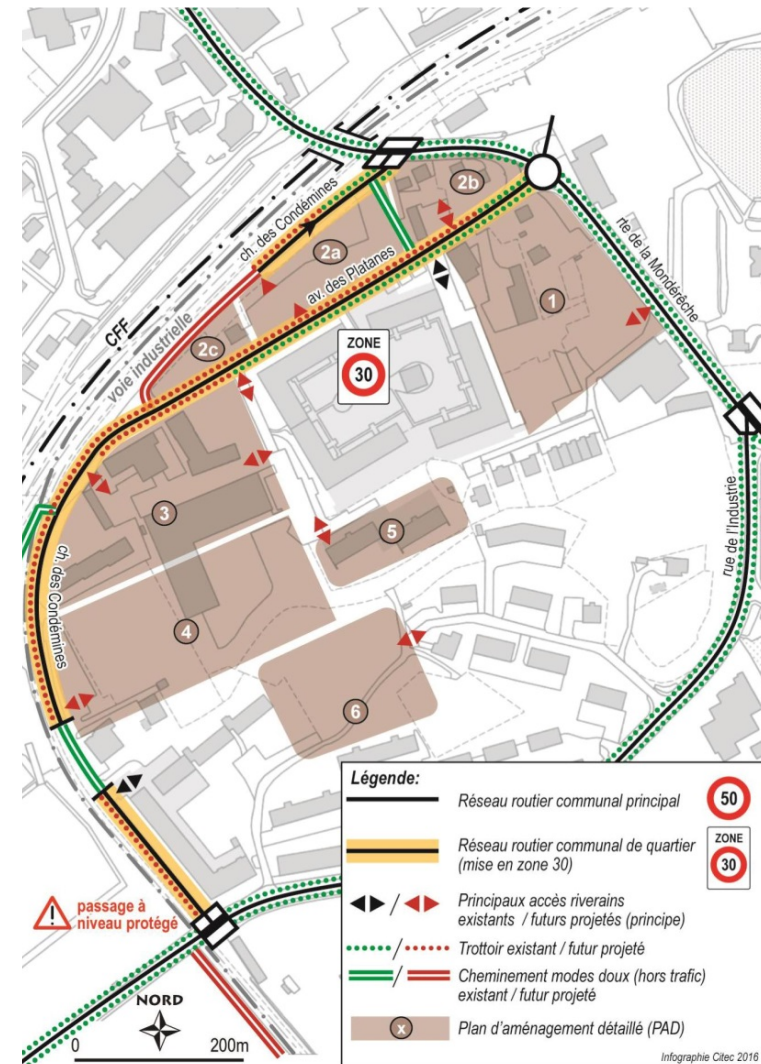 ch. des Condémines
2b
2a
rte de la Mondérêche
av. des Platanes
1
CFF
voie industrielle
2c
ZONE
30
3
5
rue de l'Industrie
ch. des Condémines
4
6
passage à
niveau protégé
NORD
0 200m
Légende:
Réseau routier communal principal
50
Réseau routier communal de quartier
(mise en zone 30)
ZONE
30
Principaux accès riverains
existants / futurs projetés (principe)
Trottoir existant / futur projeté
Cheminement modes doux (hors trafic)
existant / futur projeté
x
Plan d'aménagement détaillé (PAD)
Infographie Citec 2016